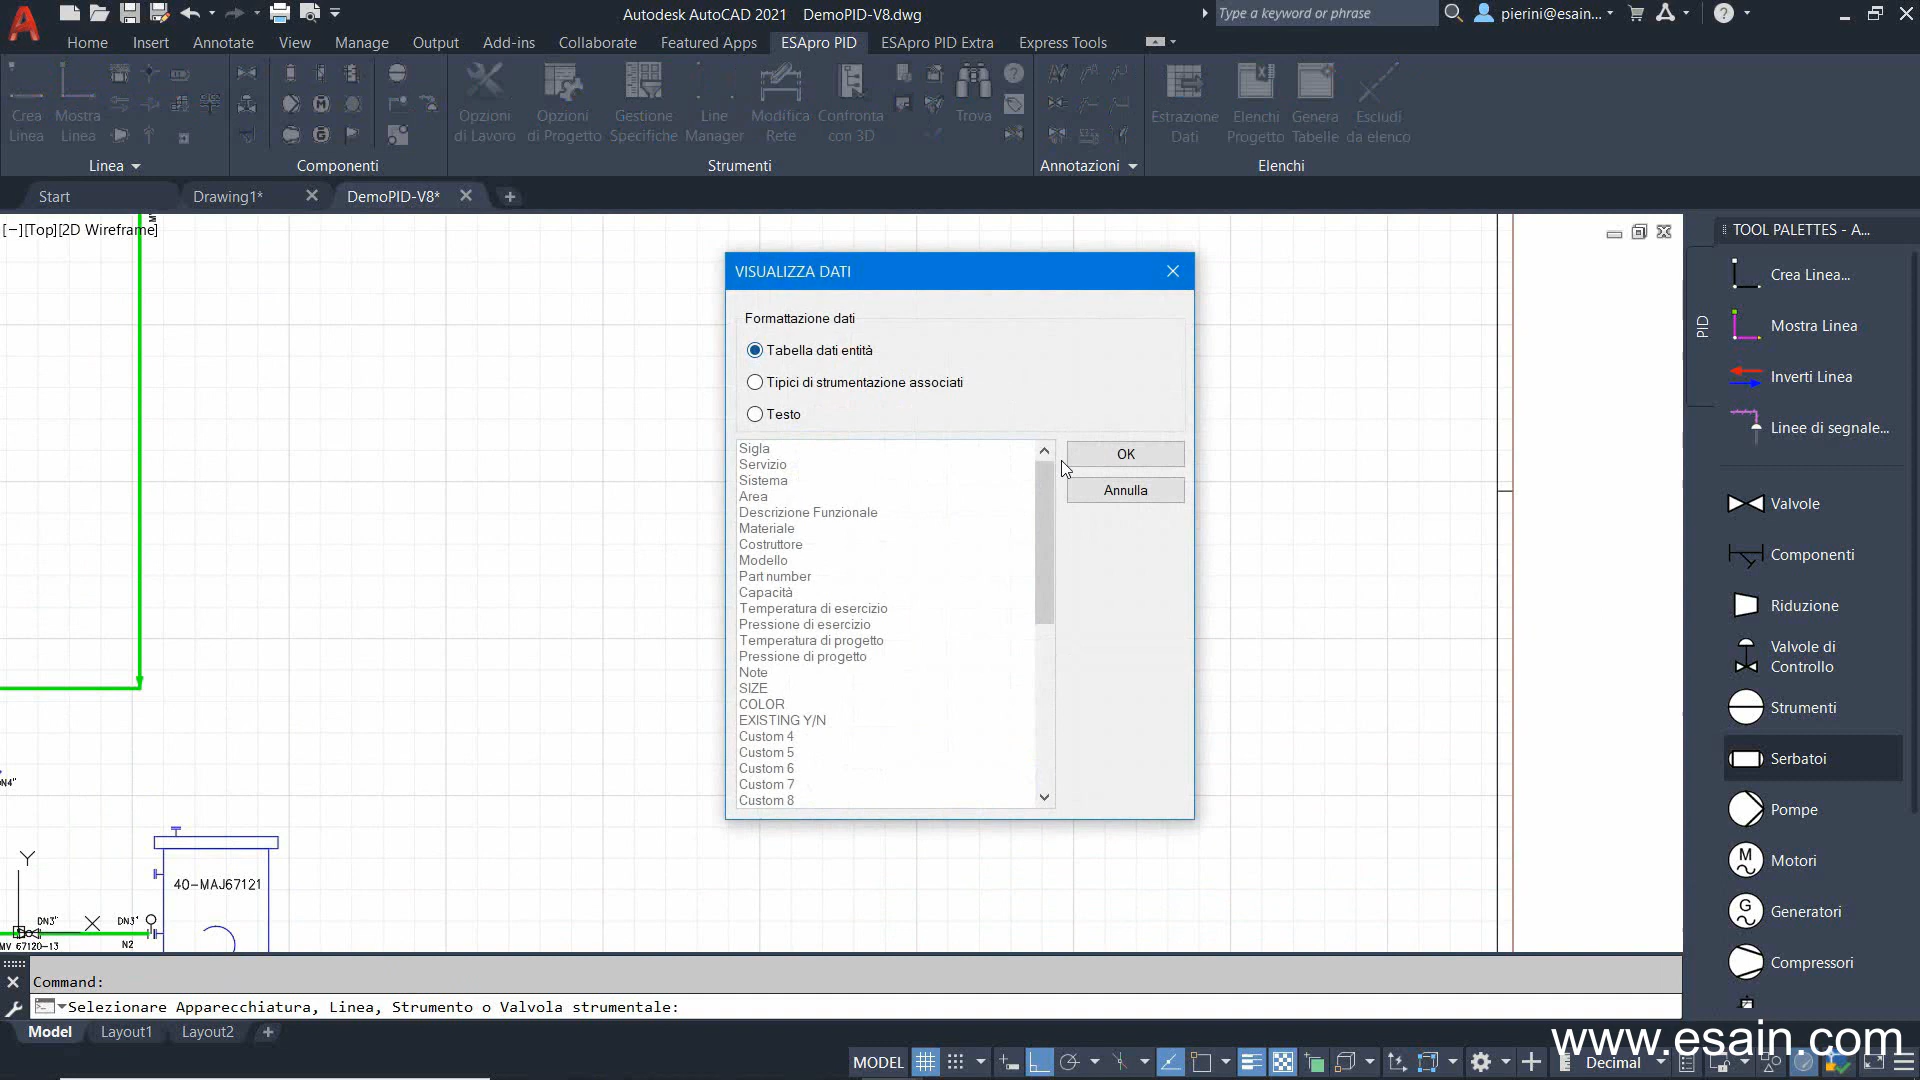 Autodesk AutoCAD 2021 DemoPID-V8.dwg
Type a keyword or phrase
pierini@esain...
Home Insert Annotate View Manage Output Add-ins Collaborate Featured Apps ESApro PID ESApro PID Extra Express Tools
Crea Linea
Mostra Linea
Opzioni di Lavoro
Opzioni di Progetto
Gestione Specifiche
Line Manager
Modifica Rete
Confronta con 3D
Trova
Estrazione Dati
Elenchi Progetto
Genera Tabelle
Escludi da elenco
Linea Componenti Strumenti Annotazioni Elenchi
Start Drawing1* DemoPID-V8*
[−][Top][2D Wireframe]
TOOL PALETTES - A...
PID
Crea Linea...
Mostra Linea
Inverti Linea
Linee di segnale...
Valvole
Componenti
Riduzione
Valvole di
Controllo
Strumenti
Serbatoi
Pompe
M
Motori
G
Generatori
Compressori
VISUALIZZA DATI
Formattazione dati
Tabella dati entità
Tipici di strumentazione associati
Testo
Sigla
Servizio
Sistema
Area
Descrizione Funzionale
Materiale
Costruttore
Modello
Part number
Capacità
Temperatura di esercizio
Pressione di esercizio
Temperatura di progetto
Pressione di progetto
Note
SIZE
COLOR
EXISTING Y/N
Custom 4
Custom 5
Custom 6
Custom 7
Custom 8
OK
Annulla
40-MAJ67121
Y
X
DN3"
DN3"
N2
MV 67120-13
Command:
Selezionare Apparecchiatura, Linea, Strumento o Valvola strumentale:
Model Layout1 Layout2
www.esain.com
MODEL
Decimal